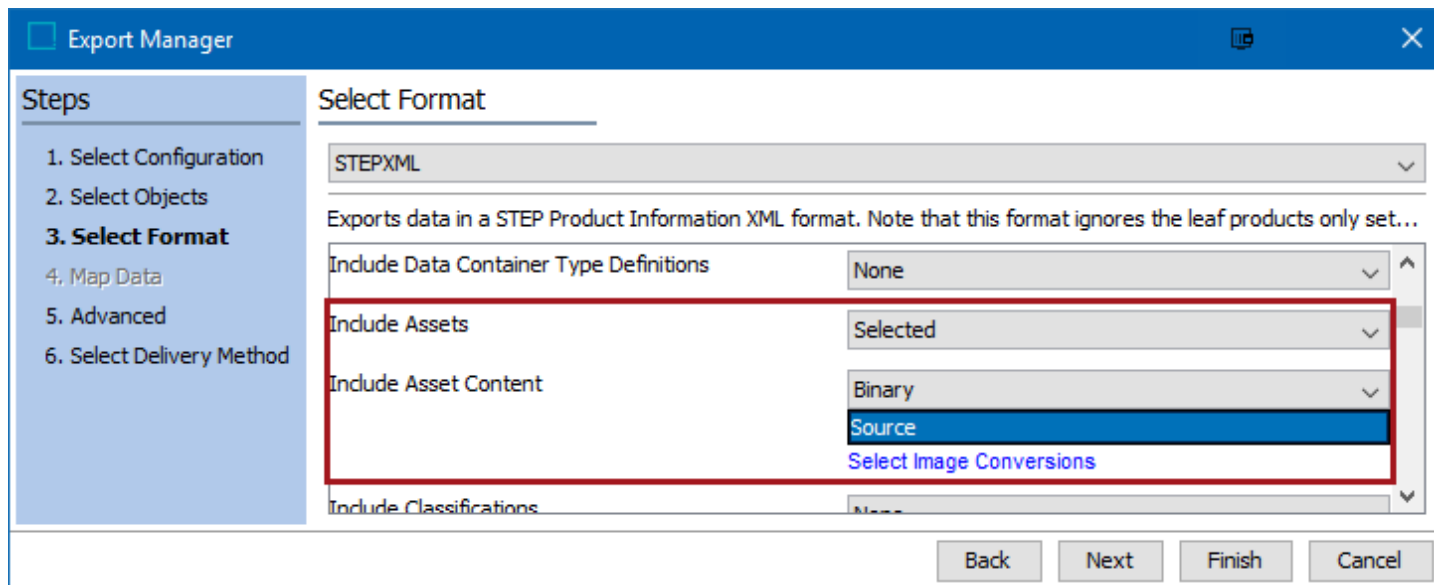 Export Manager
Steps
1. Select Configuration
2. Select Objects
3. Select Format
4. Map Data
5. Advanced
6. Select Delivery Method
Select Format
STEPXML
Exports data in a STEP Product Information XML format. Note that this format ignores the leaf products only set...
Include Data Container Type Definitions
None
Include Assets
Selected
Include Asset Content
Binary
Source
Select Image Conversions
Include Classifications
None
Back
Next
Finish
Cancel